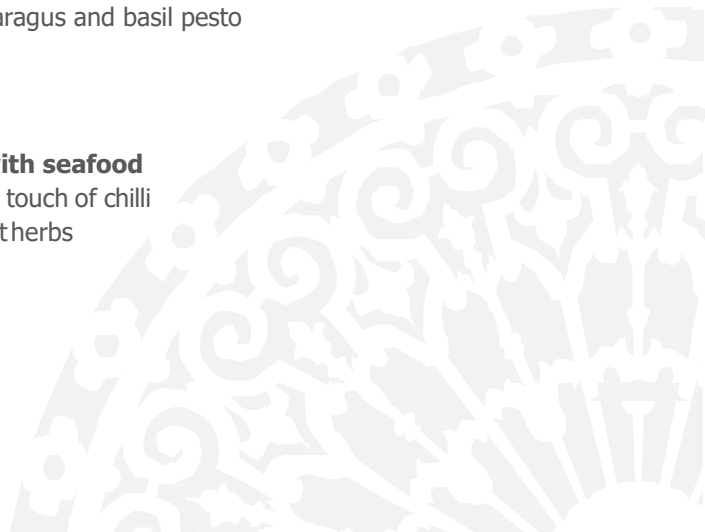 aragus and basil pesto
ith seafood
touch of chilli
t herbs